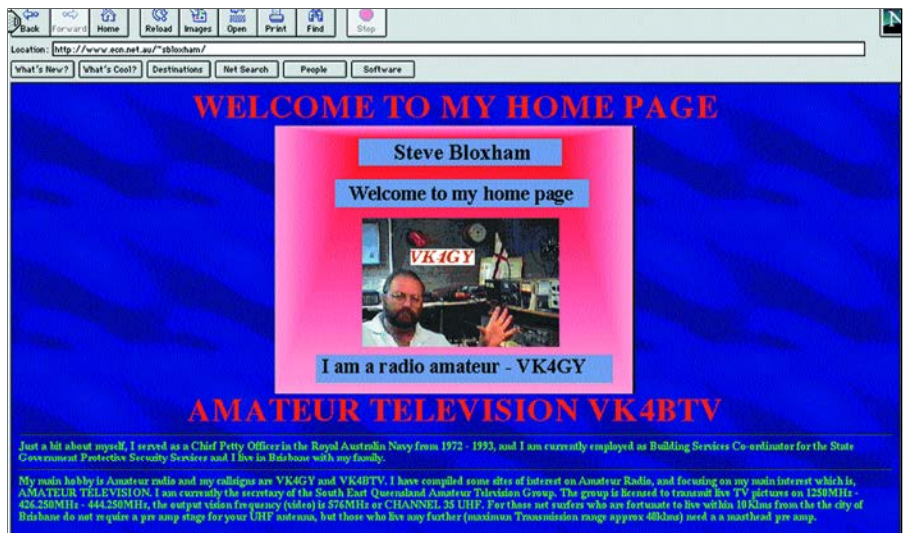 Back Forward Home Reload Images Open Print Find Stop
N
Location: http://www.ecn.net.au/~sbloxham/
What's New? What's Cool? Destinations Net Search People Software
WELCOME TO MY HOME PAGE
Steve Bloxham
Welcome to my home page
VK4GY
I am a radio amateur - VK4GY
AMATEUR TELEVISION VK4BTV
Just a bit about myself, I served as a Chief Petty Officer in the Royal Australin Navy from 1972 - 1993, and I am currently employed as Building Services Co-ordinator for the State
Government Protective Security Services and I live in Brisbane with my family.
My main hobby is Amateur radio and my callsigns are VK4GY and VK4BTV. I have compiled some sites of interest on Amateur Radio, and focusing on my main interest which is,
AMATEUR TELEVISION. I am currently the secretary of the South East Queensland Amateur Telrvision Group. The group is licensed to transmit live TV pictures on 1250MHz -
426.250MHz - 444.250MHz, the output vision frequency (video) is 576MHz or CHANNEL 35 UHF. For those net surfers who are fortunate to live within 10Klms from the the city of
Brisbane do not require a pre amp stage for your UHF antenna, but those who live any further (maximun Transmission range approx 40klms) need a a masthead pre amp.